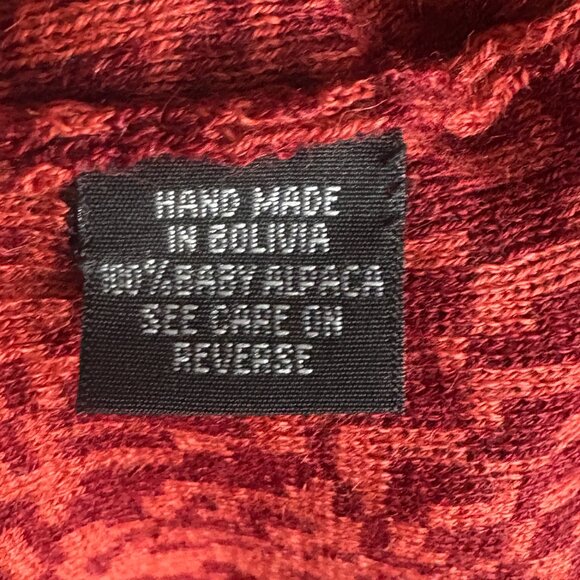 HAND MADE
IN BOLIVIA
100% BABY ALPACA
SEE CARE ON
REVERSE